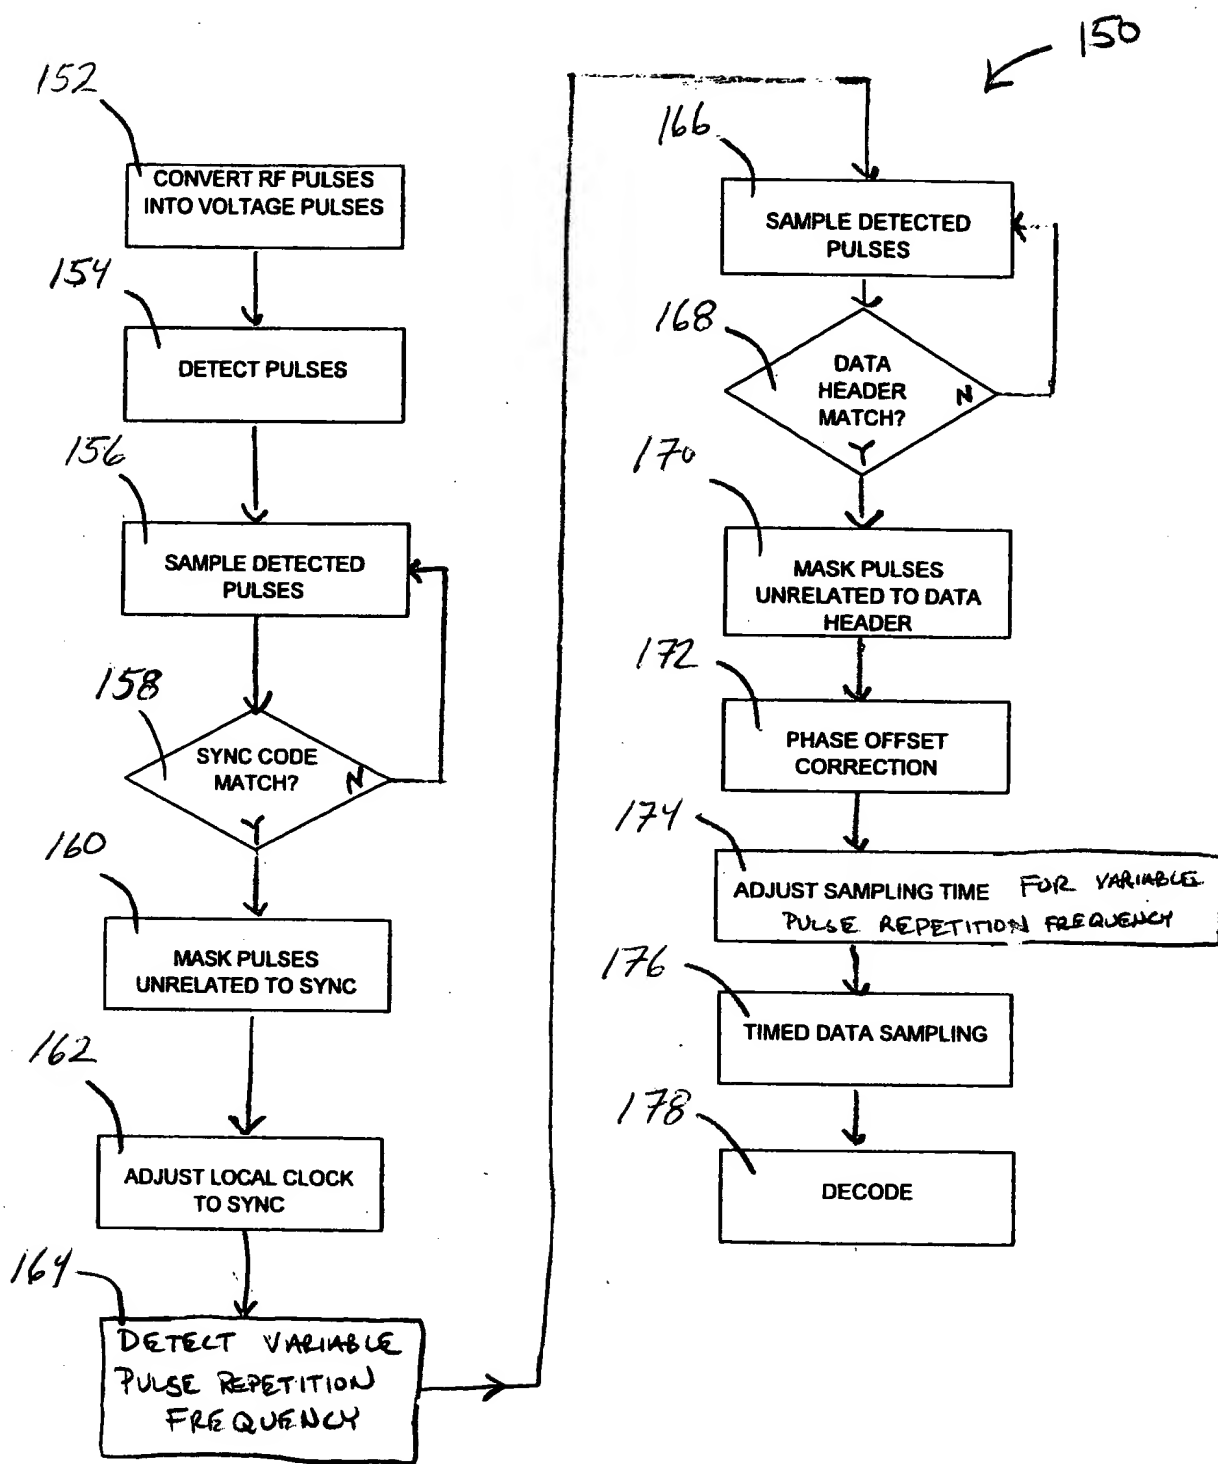 150
152
CONVERT RF PULSES
INTO VOLTAGE PULSES
154
DETECT PULSES
156
SAMPLE DETECTED
PULSES
158
SYNC CODE
MATCH?
N
Y
160
MASK PULSES
UNRELATED TO SYNC
162
ADJUST LOCAL CLOCK
TO SYNC
164
DETECT VARIABLE
PULSE REPETITION
FREQUENCY
166
SAMPLE DETECTED
PULSES
168
DATA
HEADER
MATCH?
N
Y
170
MASK PULSES
UNRELATED TO DATA
HEADER
172
PHASE OFFSET
CORRECTION
174
ADJUST SAMPLING TIME FOR VARIABLE
PULSE REPETITION FREQUENCY
176
TIMED DATA SAMPLING
178
DECODE